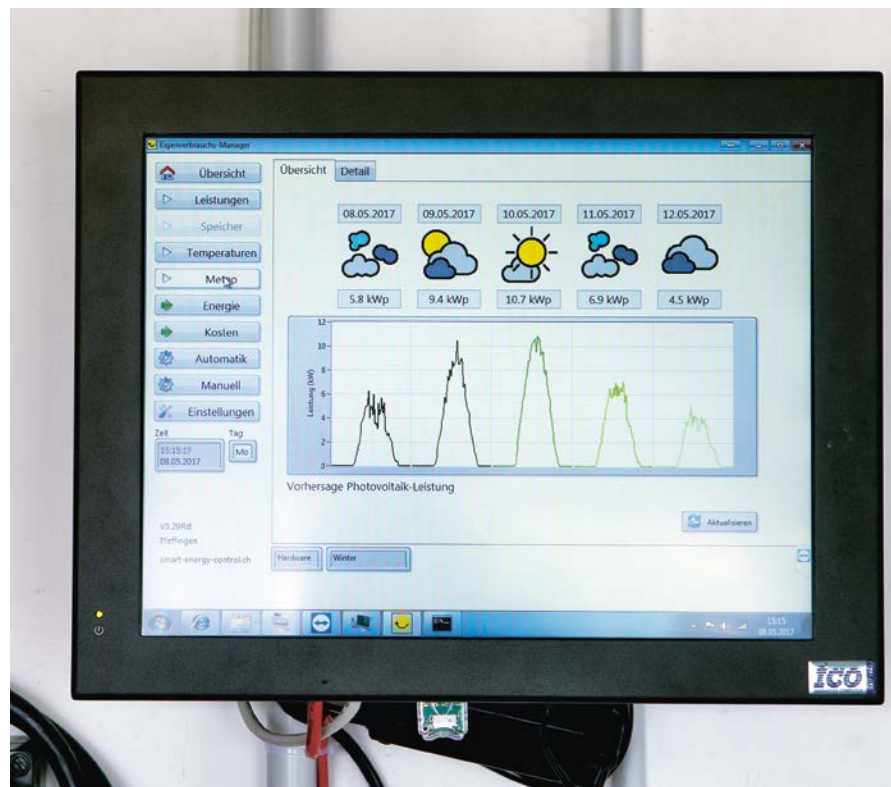 Eigenverbrauchs-Manager
Übersicht
Leistungen
Speicher
Temperaturen
Meteo
Energie
Kosten
Automatik
Manuell
Einstellungen
Zeit
Tag
15:15:17
08.05.2017
Mo
V3.29Rd
Pfeffingen
smart-energy-control.ch
Übersicht Detail
08.05.2017 09.05.2017 10.05.2017 11.05.2017 12.05.2017
5.8 kWp 9.4 kWp 10.7 kWp 6.9 kWp 4.5 kWp
Leistung (kW)
12
10
8
6
4
2
0
Vorhersage Photovoltaik-Leistung
Aktualisieren
Hardware Winter
15:15
08.05.2017
ico